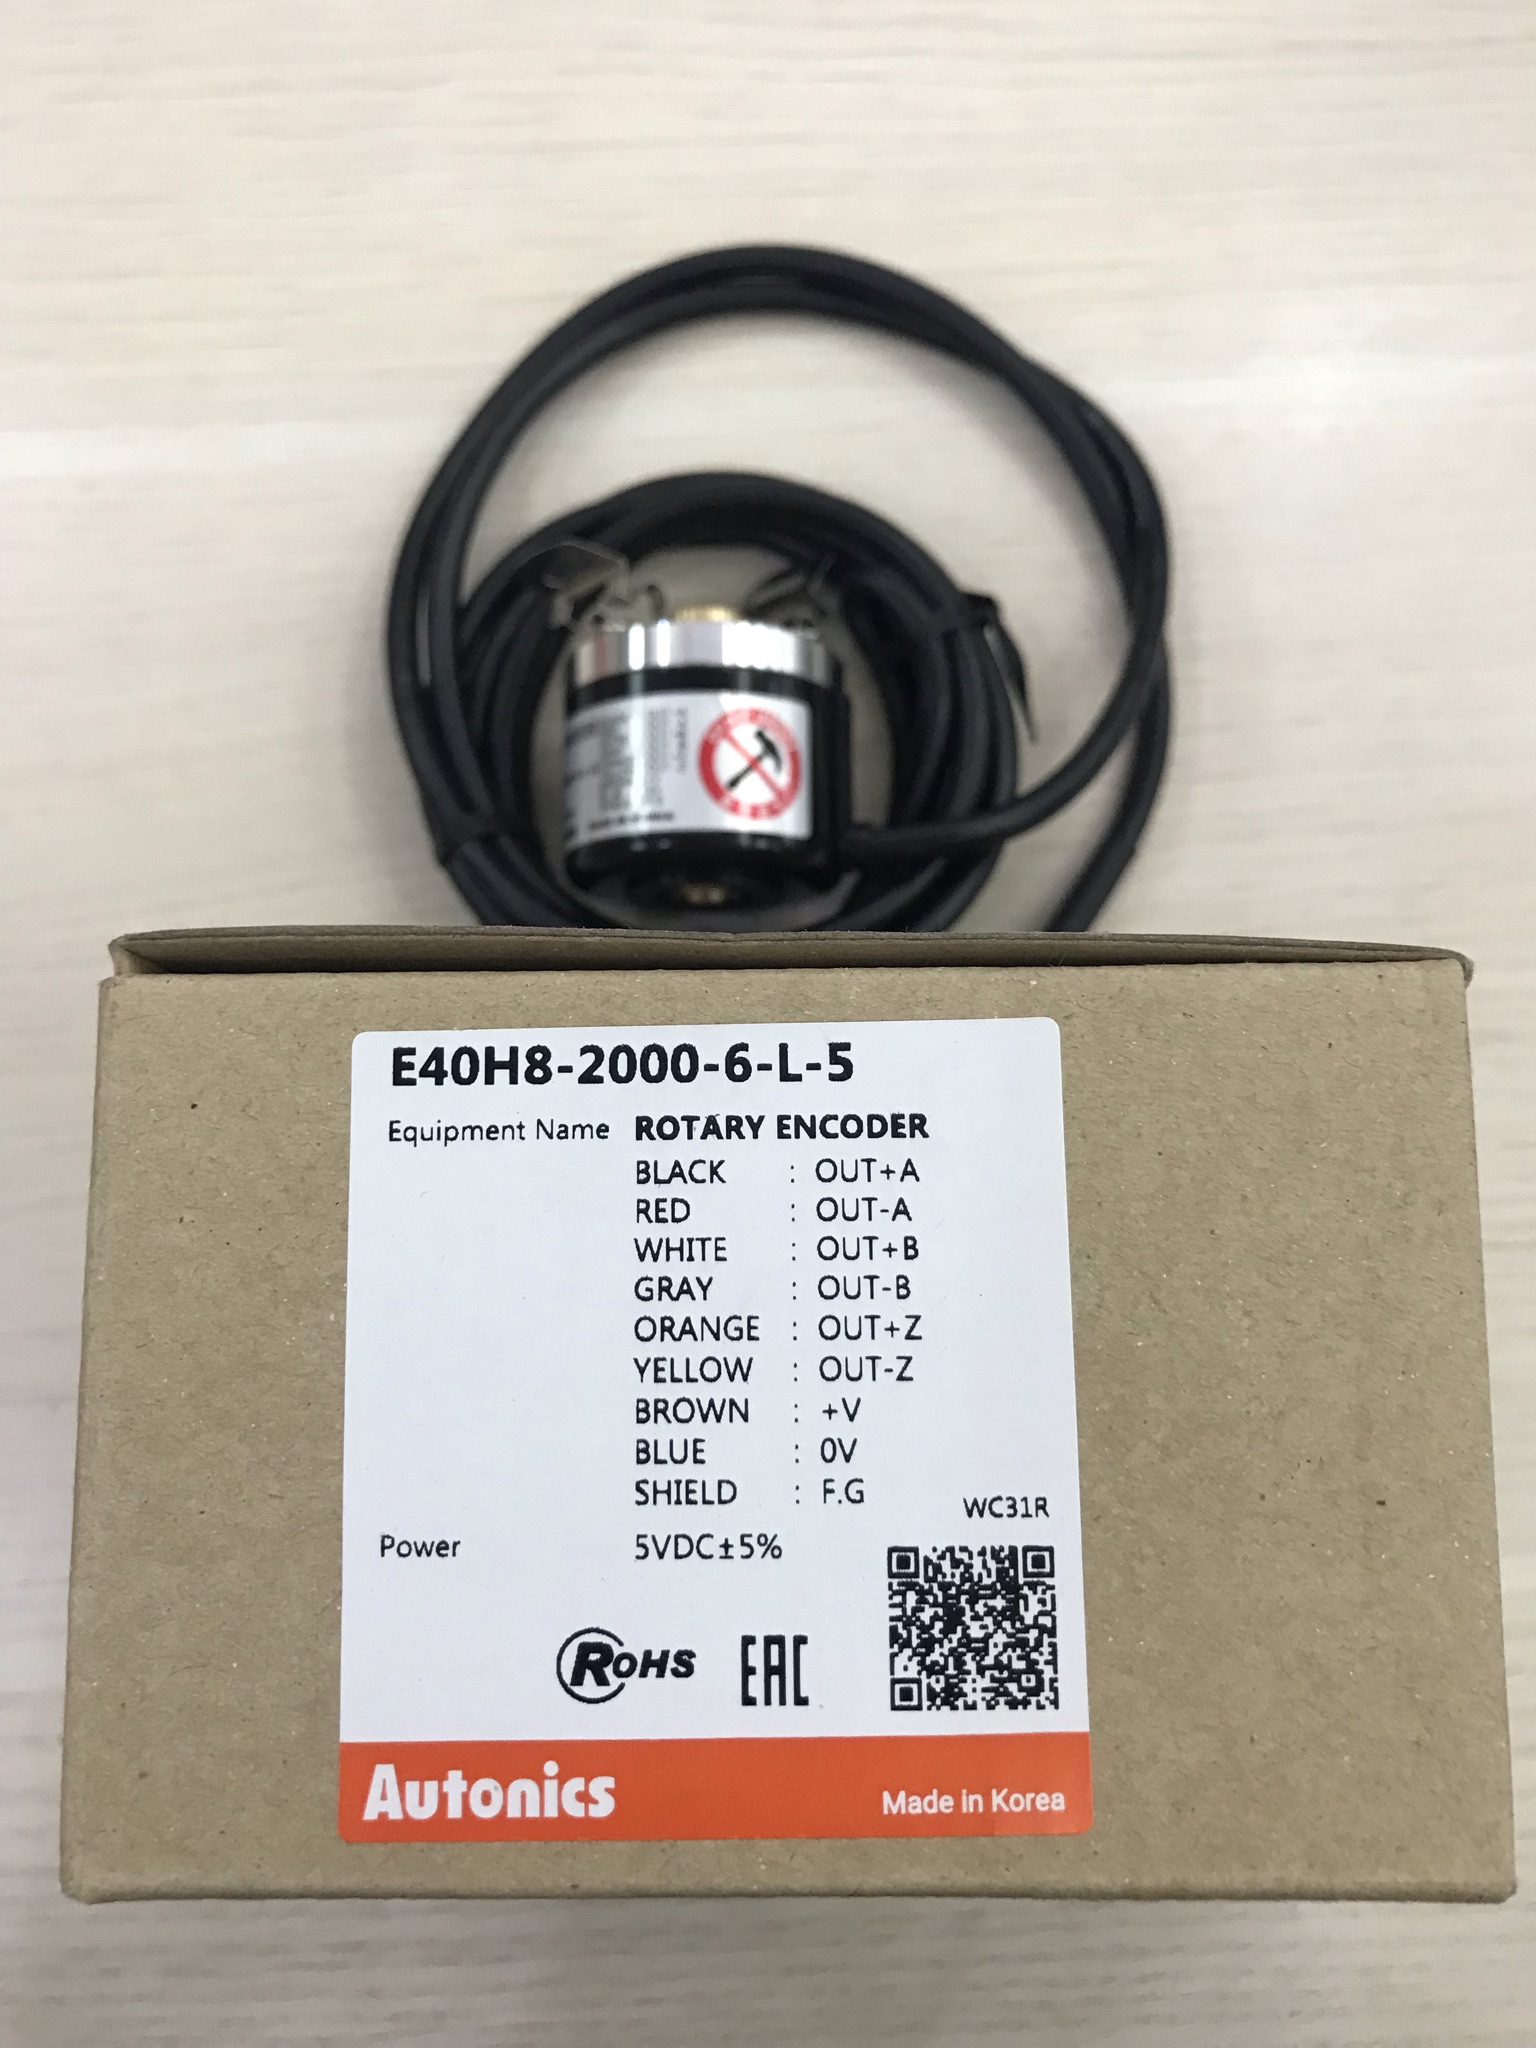 E40H8-2000-6-L-5
Equipment Name ROTARY ENCODER
BLACK : OUT+A
RED : OUT-A
WHITE : OUT+B
GRAY : OUT-B
ORANGE : OUT+Z
YELLOW : OUT-Z
BROWN : +V
BLUE : 0V
SHIELD : F.G
WC31R
Power 5VDC±5%
RoHS EAC
Autonics Made in Korea